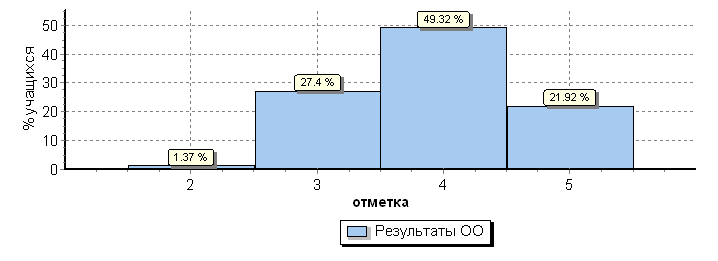 % учащихся
50
40
30
20
10
0
49.32 %
27.4 %
21.92 %
1.37 %
2 3 4 5
отметка
Результаты ОО